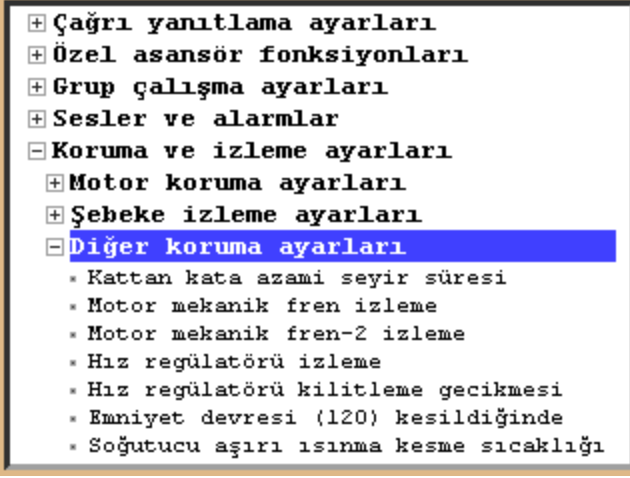 Çağrı yanıtlama ayarları
Özel asansör fonksiyonları
Grup çalışma ayarları
Sesler ve alarmlar
Koruma ve izleme ayarları
Motor koruma ayarları
Şebeke izleme ayarları
Diğer koruma ayarları
Kattan kata azami seyir süresi
Motor mekanik fren izleme
Motor mekanik fren-2 izleme
Hız regülatörü izleme
Hız regülatörü kilitleme gecikmesi
Emniyet devresi (120) kesildiğinde
Soğutucu aşırı ısınma kesme sıcaklığı